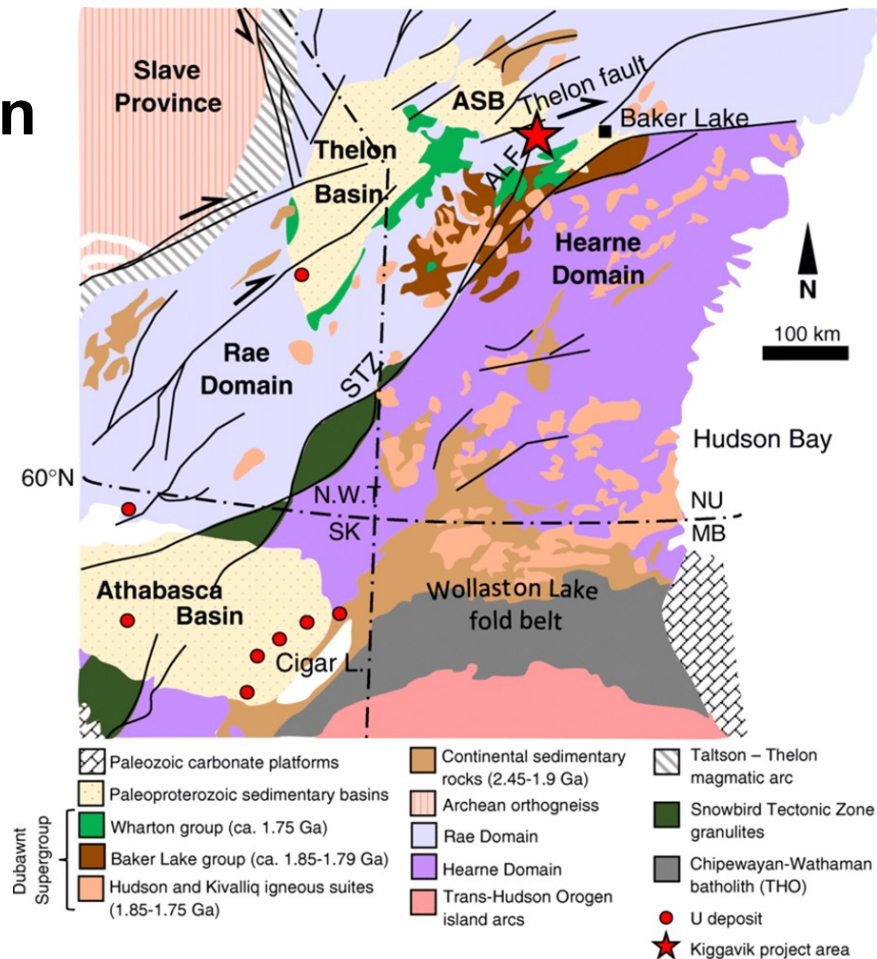 n
Slave
Province
ASB
Thelon fault
Baker Lake
Thelon
Basin
ALF
Hearne
Domain
N
100 km
Rae
Domain
STZ
Hudson Bay
60°N
N.W.T
NU
SK
MB
Athabasca
Basin
Wollaston Lake
fold belt
Cigar L.
Paleozoic carbonate platforms
Paleoproterozoic sedimentary basins
Dubawnt
Supergroup
Wharton group (ca. 1.75 Ga)
Baker Lake group (ca. 1.85-1.79 Ga)
Hudson and Kivalliq igneous suites
(1.85-1.75 Ga)
Continental sedimentary
rocks (2.45-1.9 Ga)
Archean orthogneiss
Rae Domain
Hearne Domain
Trans-Hudson Orogen
island arcs
Taltson – Thelon
magmatic arc
Snowbird Tectonic Zone
granulites
Chipewayan-Wathaman
batholith (THO)
U deposit
Kiggavik project area